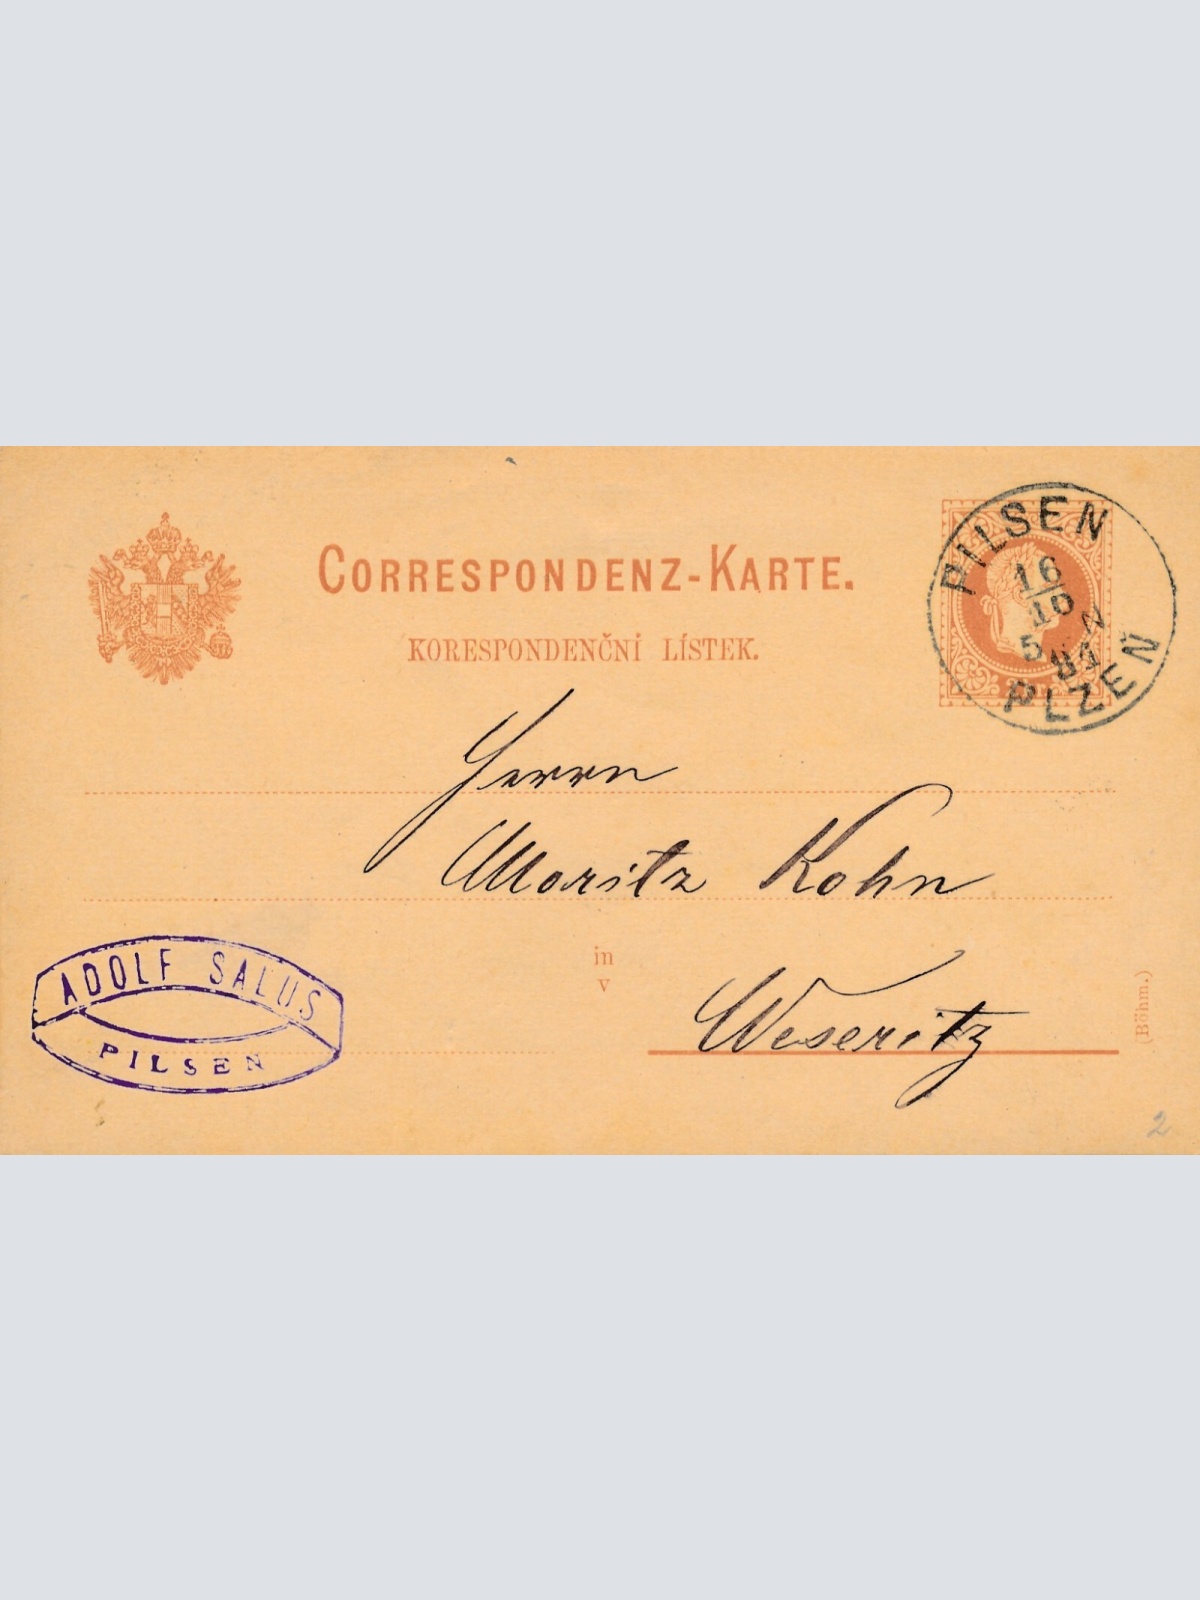 CORRESPONDENZ-KARTE.
KORESPONDENČNÍ LÍSTEK.
PILSEN
16
10
5 N
84
PLZEŇ
Herrn
Moritz Kohn
in
v
Weseritz
(Böhm.)
ADOLF SALUS
PILSEN
2